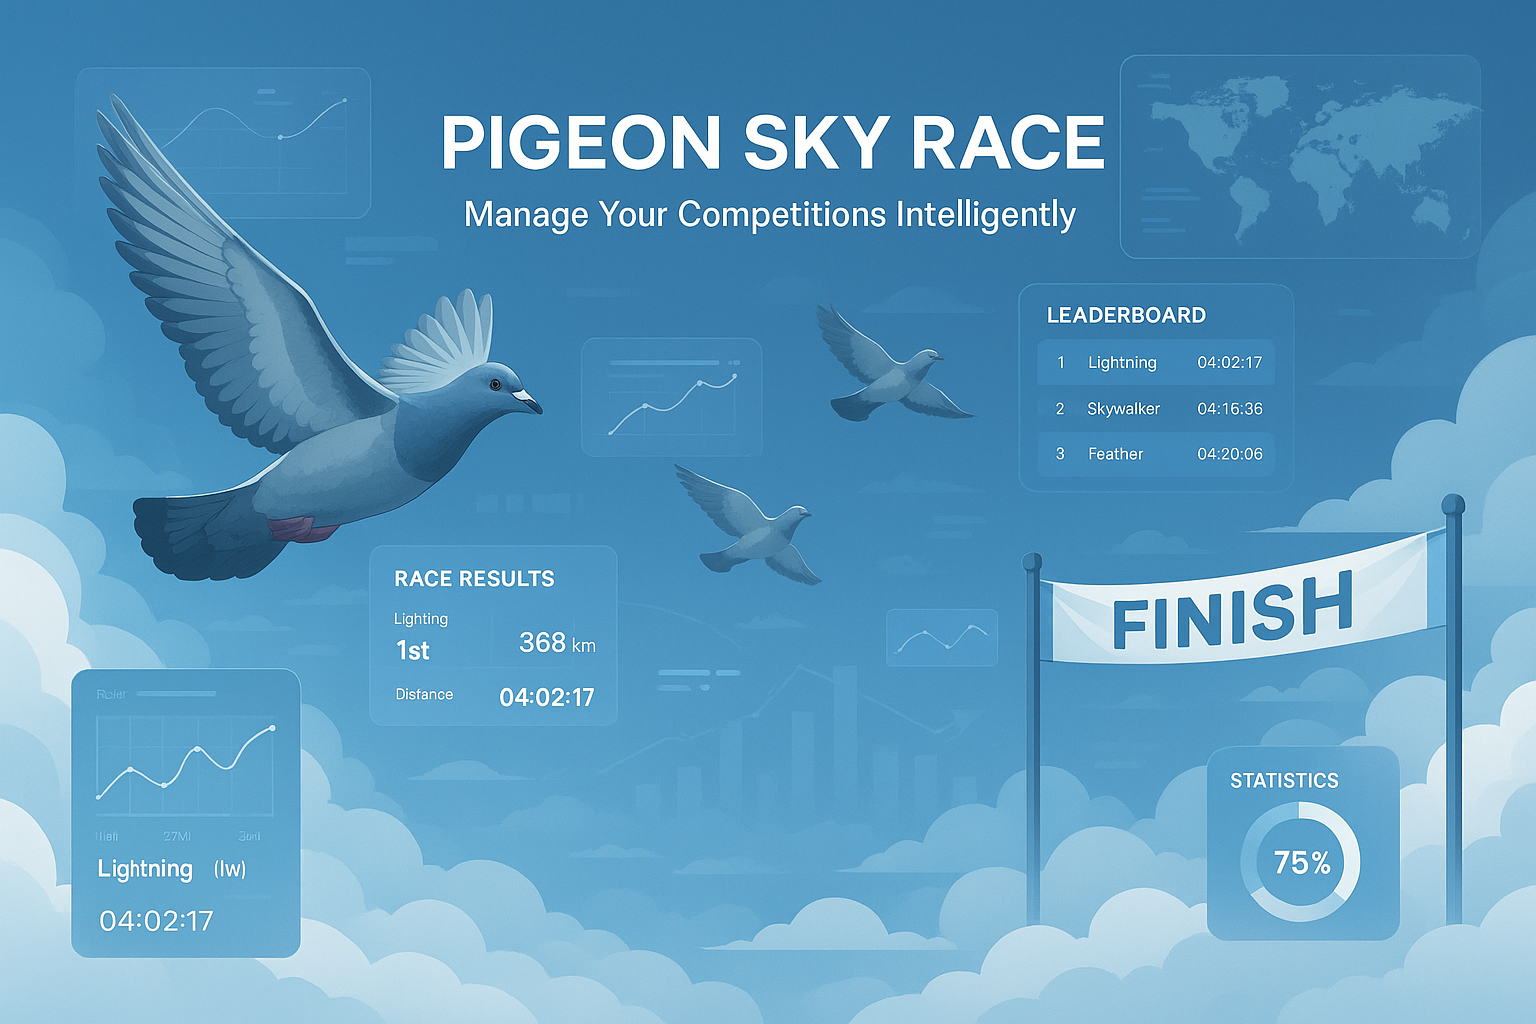 PIGEON SKY RACE
Manage Your Competitions Intelligently
LEADERBOARD
1 Lightning 04:02:17
2 Skywalker 04:16:36
3 Feather 04:20:06
FINISH
RACE RESULTS
Lighting
1st 368 km
Disfance 04:02:17
27MI
Lightning (lw)
04:02:17
STATISTICS
75%